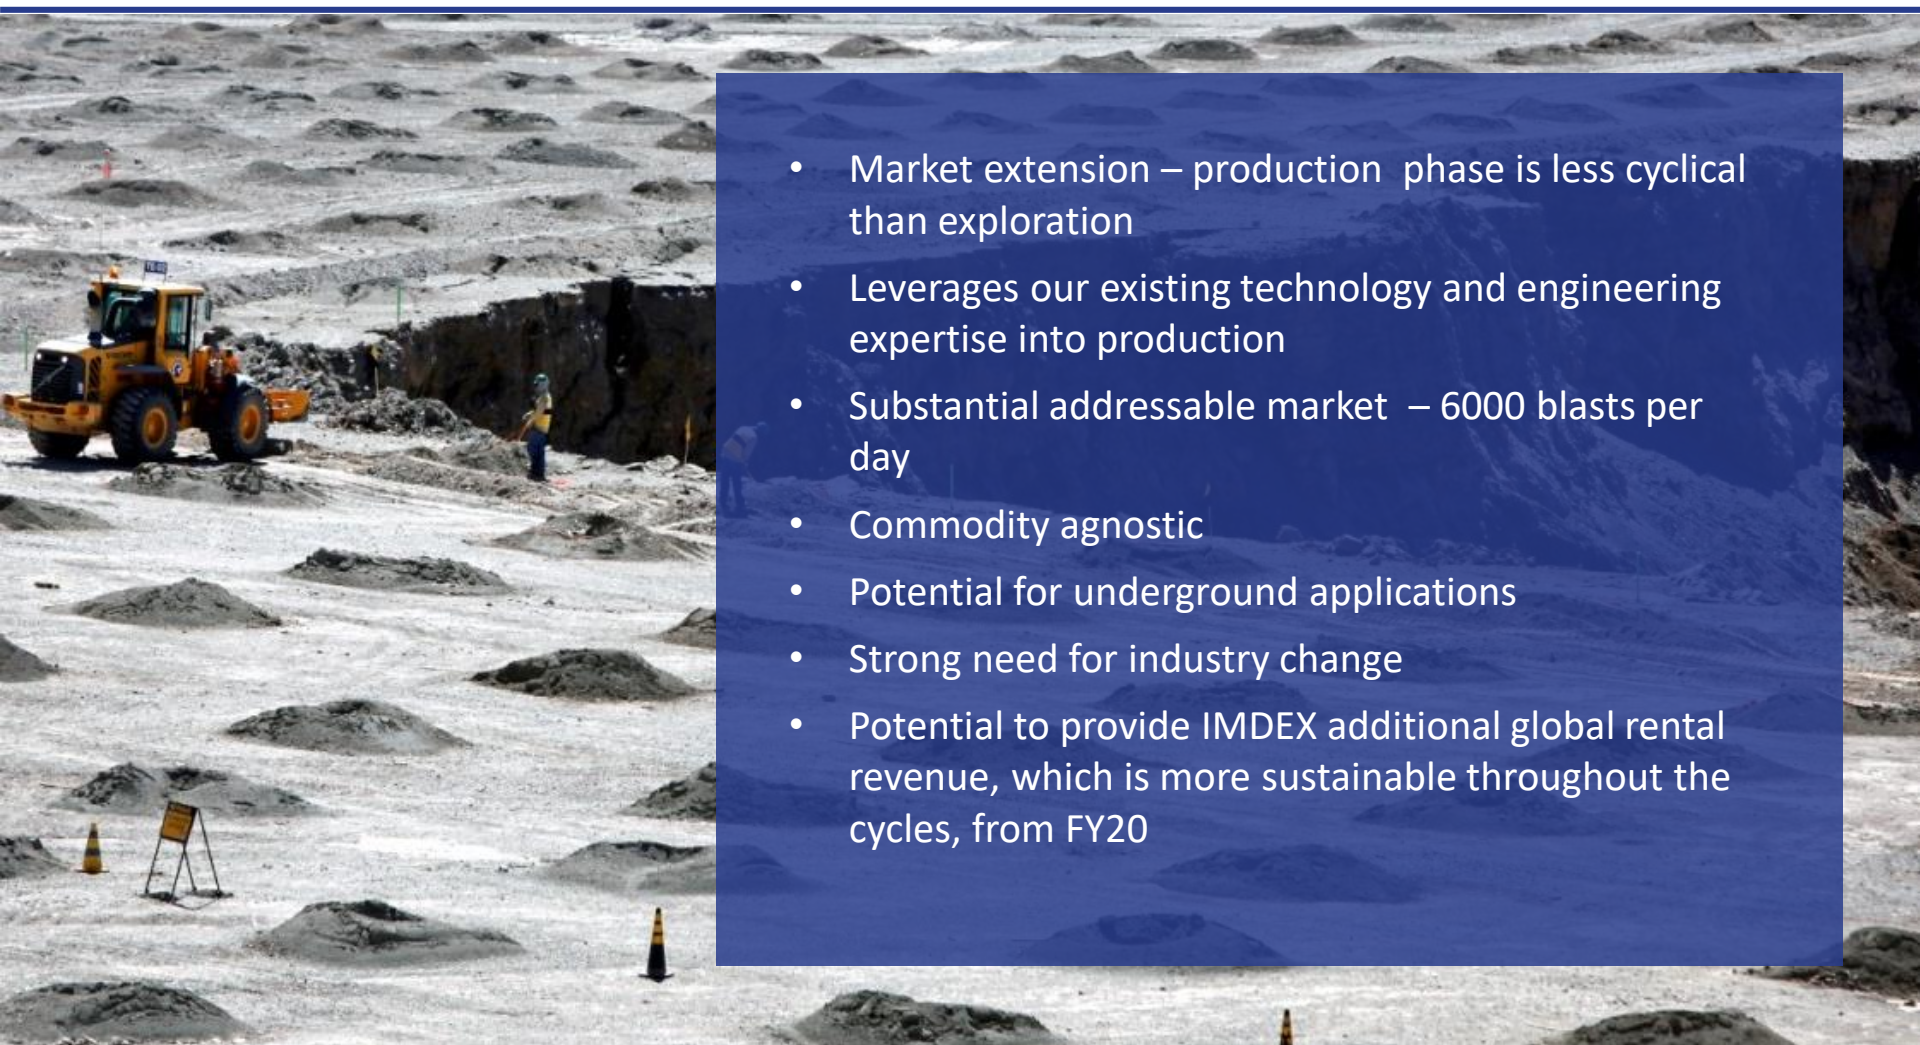 • Market extension – production  phase is less cyclical
than exploration
• Leverages our existing technology and engineering
expertise into production
• Substantial addressable market  – 6000 blasts per
day
• Commodity agnostic
• Potential for underground applications
• Strong need for industry change
• Potential to provide IMDEX additional global rental
revenue, which is more sustainable throughout the
cycles, from FY20